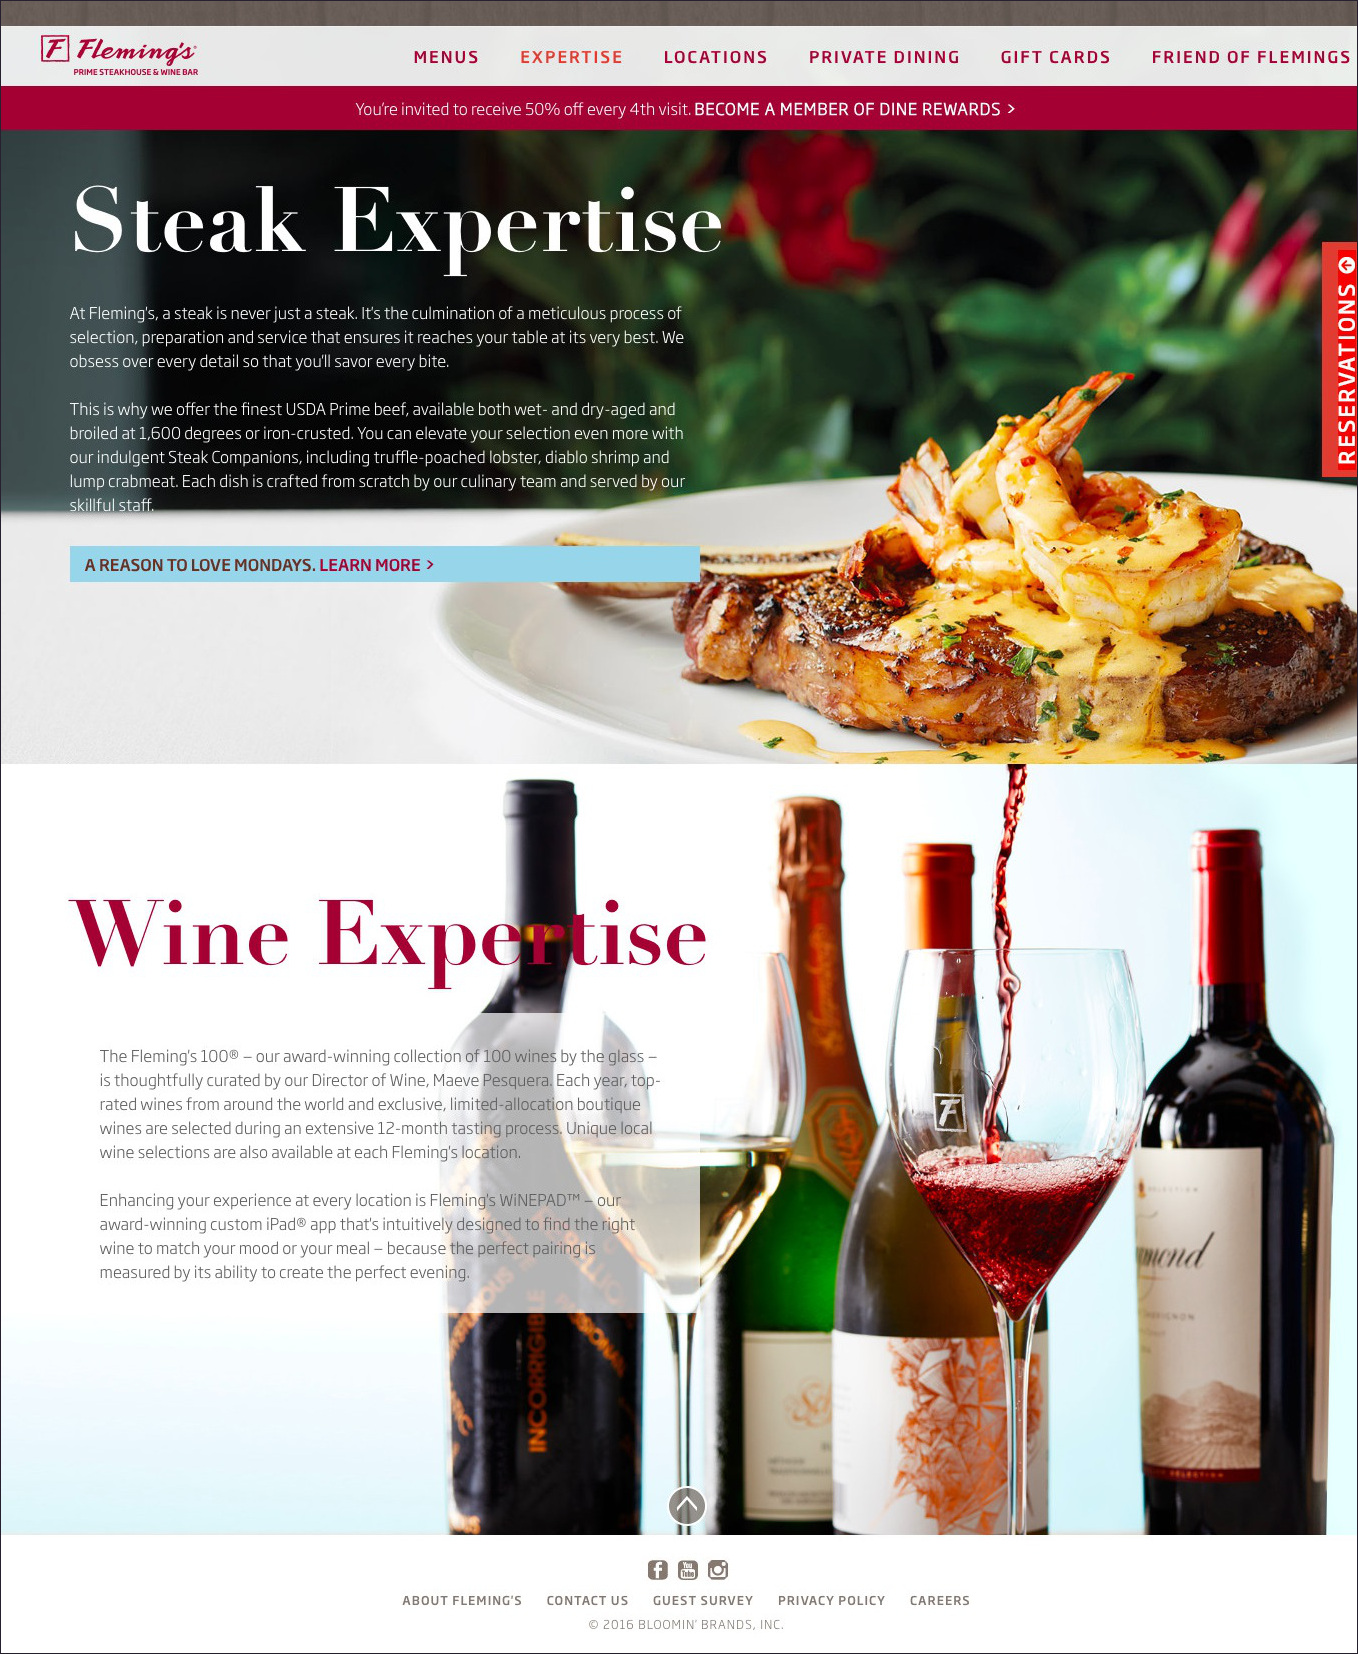 F Fleming's
PRIME STEAKHOUSE & WINE BAR
MENUS EXPERTISE LOCATIONS PRIVATE DINING GIFT CARDS FRIEND OF FLEMINGS
You're invited to receive 50% off every 4th visit. BECOME A MEMBER OF DINE REWARDS >
Steak Expertise
RESERVATIONS
At Fleming's, a steak is never just a steak. It's the culmination of a meticulous process of
selection, preparation and service that ensures it reaches your table at its very best. We
obsess over every detail so that you'll savor every bite.
This is why we offer the finest USDA Prime beef, available both wet- and dry-aged and
broiled at 1,600 degrees or iron-crusted. You can elevate your selection even more with
our indulgent Steak Companions, including truffle-poached lobster, diablo shrimp and
lump crabmeat. Each dish is crafted from scratch by our culinary team and served by our
skillful staff.
A REASON TO LOVE MONDAYS. LEARN MORE >
Wine Expertise
The Fleming's 100® – our award-winning collection of 100 wines by the glass –
is thoughtfully curated by our Director of Wine, Maeve Pesquera. Each year, top-
rated wines from around the world and exclusive, limited-allocation boutique
wines are selected during an extensive 12-month tasting process. Unique local
wine selections are also available at each Fleming's location.
Enhancing your experience at every location is Fleming's WiNEPAD™ – our
award-winning custom iPad® app that's intuitively designed to find the right
wine to match your mood or your meal – because the perfect pairing is
measured by its ability to create the perfect evening.
F
INCORRIGIBLE
SELECTION
You
Tube
ABOUT FLEMING'S CONTACT US GUEST SURVEY PRIVACY POLICY CAREERS
© 2016 BLOOMIN' BRANDS, INC.